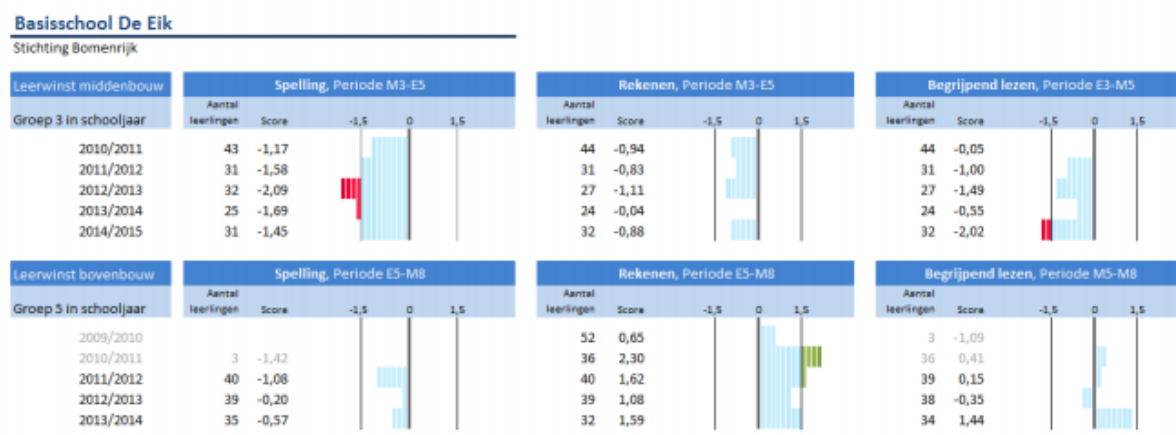 Basisschool De Eik
Stichting Bomenrijk
Leerwinst middenbouw Spelling, Periode M3-E5 Rekenen, Periode M3-E5 Begrijpend lezen, Periode E3-M5
Aantal Aantal Aantal
Groep 3 in schooljaar leerlingen Score -1,5 0 1,5 leerlingen Score -1,5 0 1,5 leerlingen Score -1,5 0 1,5
2010/2011 43 -1,17 44 -0,94 44 -0,05
2011/2012 31 -1,58 31 -0,83 31 -1,00
2012/2013 32 -2,09 27 -1,11 27 -1,49
2013/2014 25 -1,69 24 -0,04 24 -0,55
2014/2015 31 -1,45 32 -0,88 32 -2,02
Leerwinst bovenbouw Spelling, Periode E5-M8 Rekenen, Periode E5-M8 Begrijpend lezen, Periode M5-M8
Aantal Aantal Aantal
Groep 5 in schooljaar leerlingen Score -1,5 0 1,5 leerlingen Score -1,5 0 1,5 leerlingen Score -1,5 0 1,5
2009/2010 52 0,65 3 -1,09
2010/2011 3 -1,42 36 2,30 36 0,41
2011/2012 40 -1,08 40 1,62 39 0,15
2012/2013 39 -0,20 39 1,08 38 -0,35
2013/2014 35 -0,57 32 1,59 34 1,44